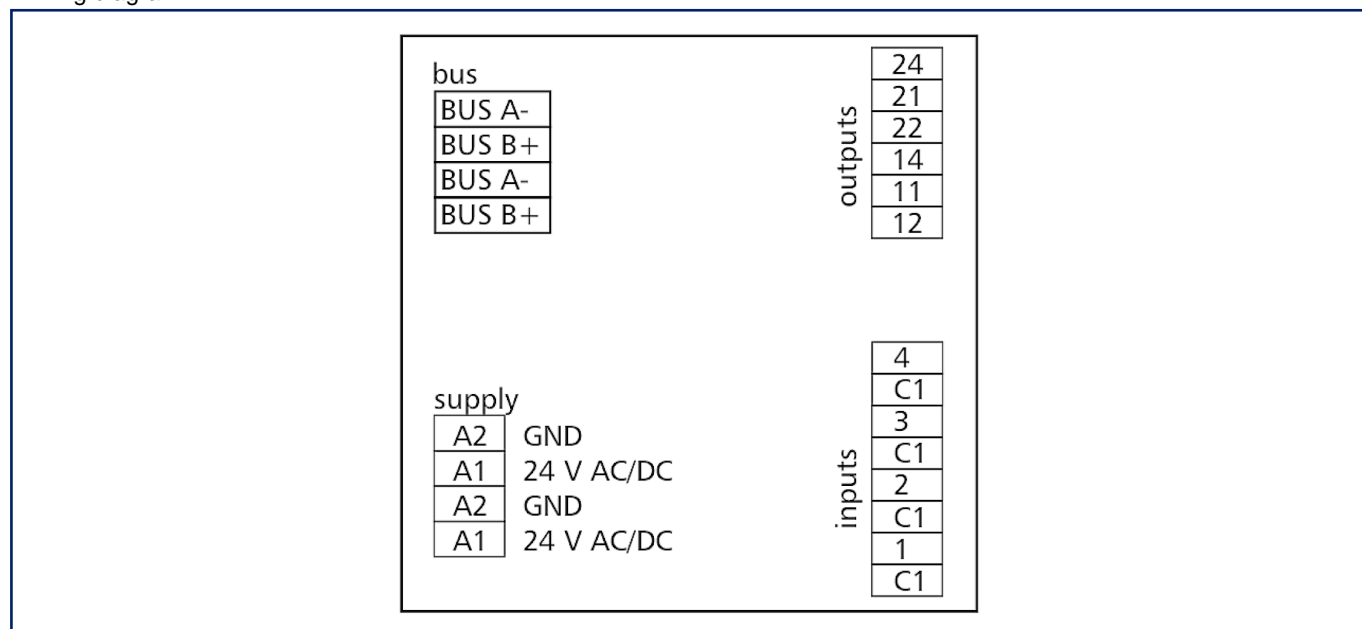 bus
BUS A-
BUS B+
BUS A-
BUS B+
outputs
24
21
22
14
11
12
supply
A2 GND
A1 24 V AC/DC
A2 GND
A1 24 V AC/DC
inputs
4
C1
3
C1
2
C1
1
C1